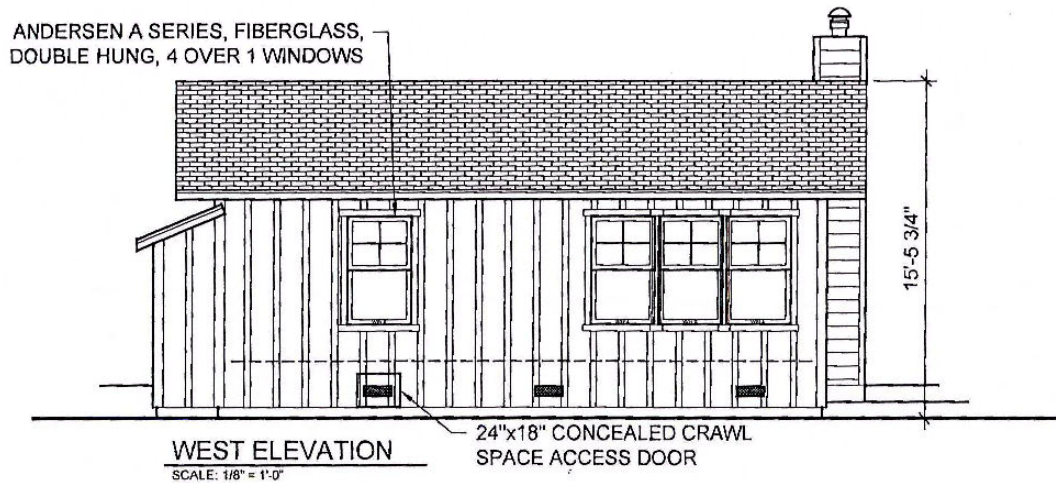 ANDERSEN A SERIES, FIBERGLASS,
DOUBLE HUNG, 4 OVER 1 WINDOWS
15'-5 3/4"
24"x18" CONCEALED CRAWL
SPACE ACCESS DOOR
WEST ELEVATION
SCALE: 1/8" = 1'-0"